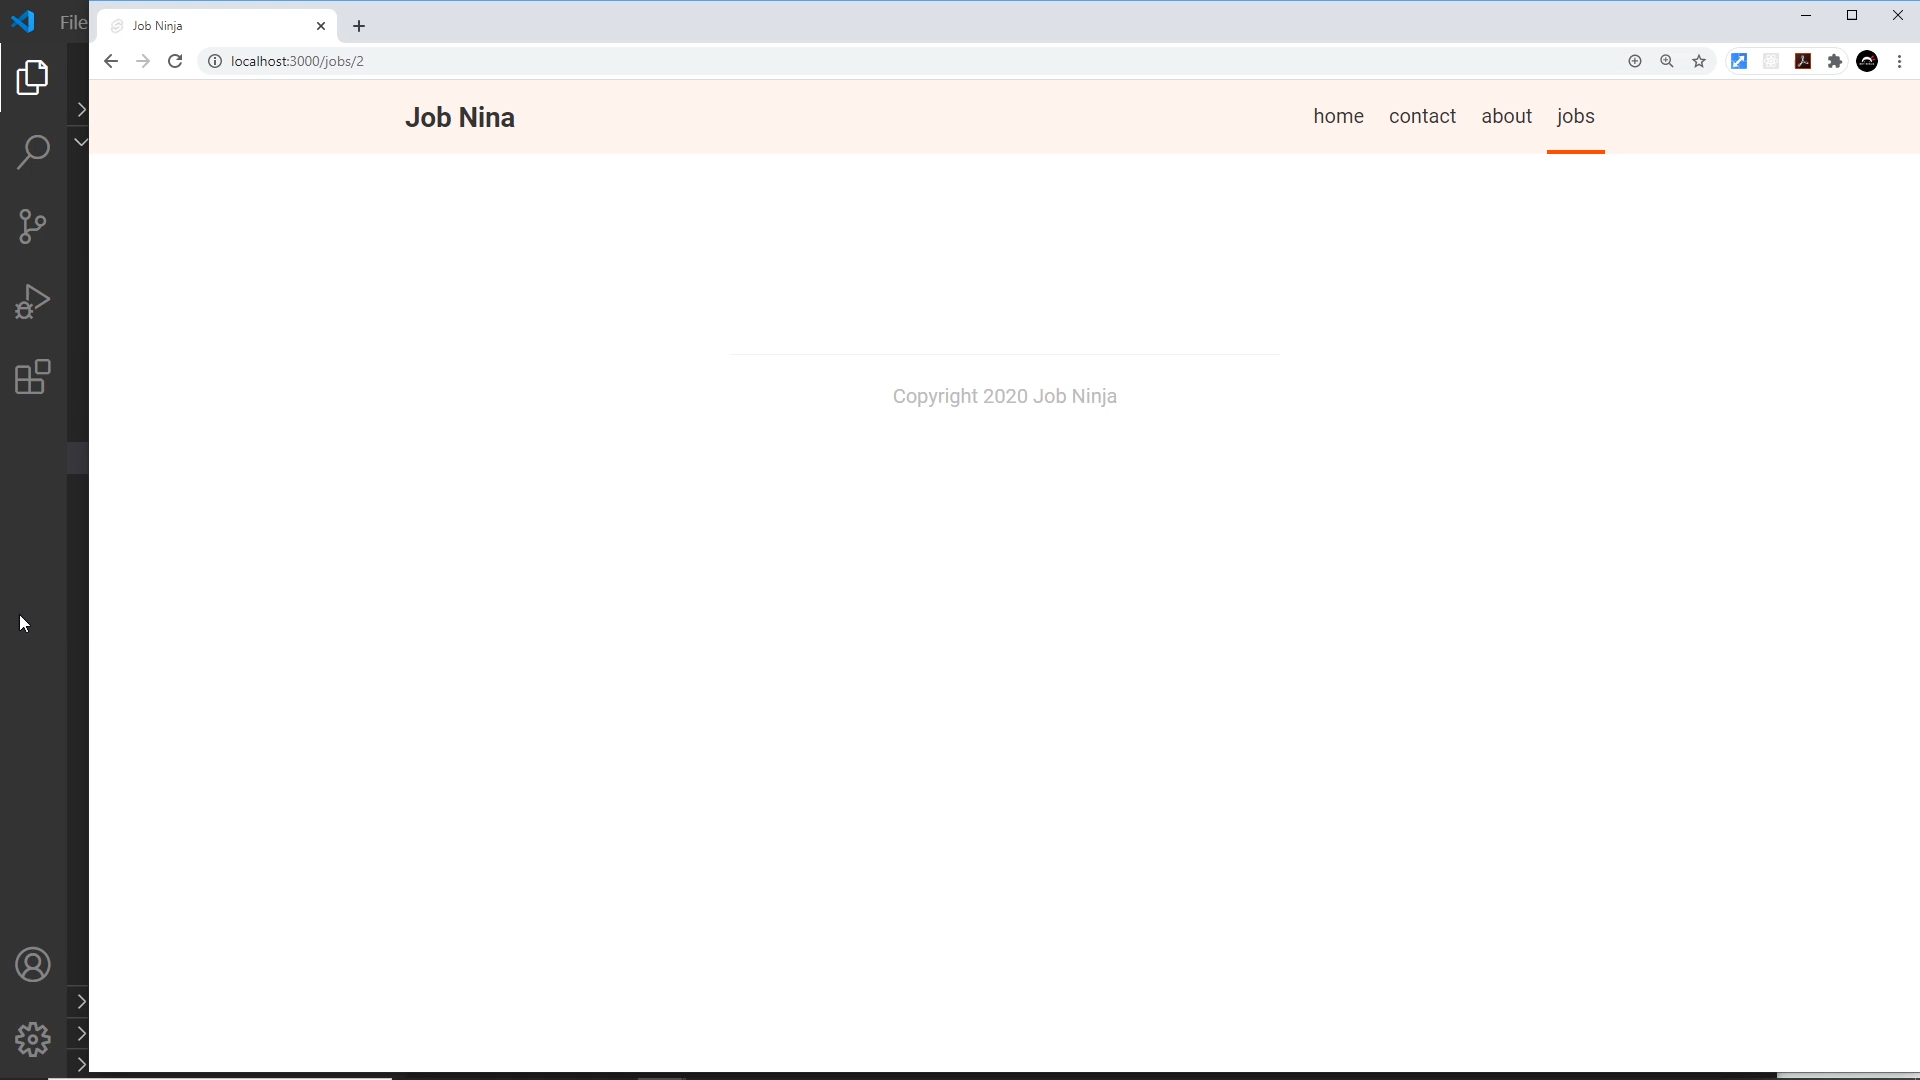 File
Job Ninja
localhost:3000/jobs/2
Job Nina
home contact about jobs
Copyright 2020 Job Ninja